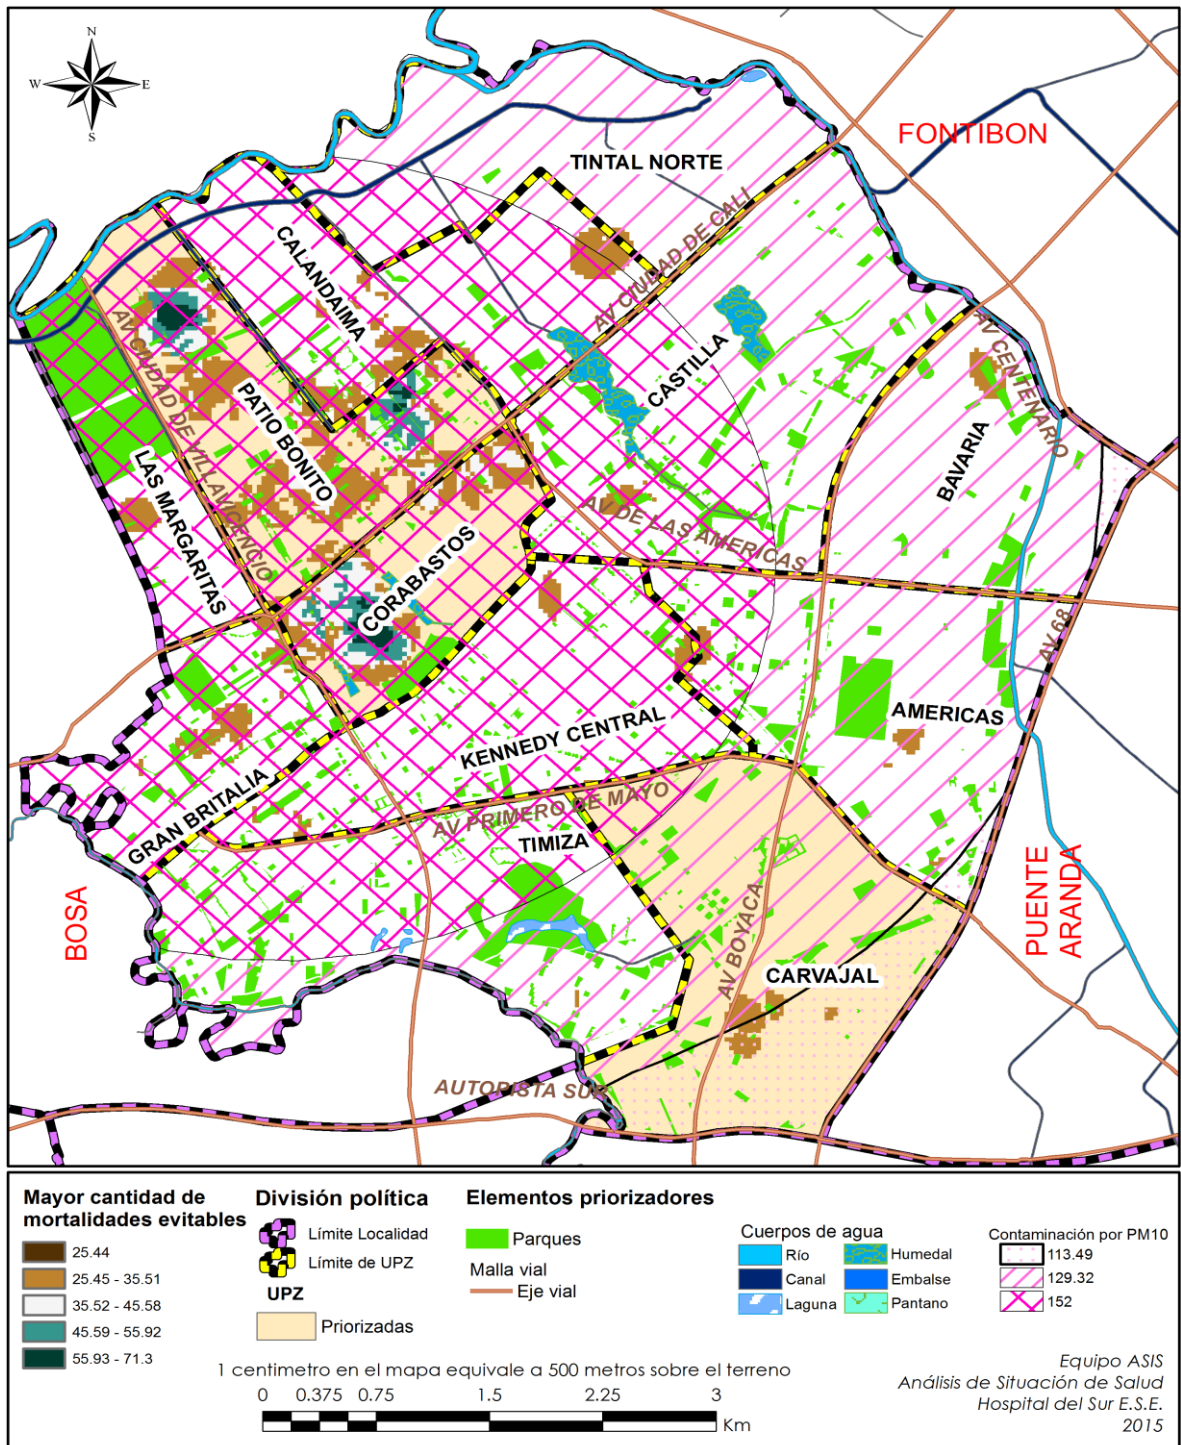 N
W
E
S
FONTIBON
TINTAL NORTE
AV CIUDAD DE CALI
CALANDAIMA
CASTILLA
AV CENTENARIO
AV CIUDAD DE VILLAVICENCIO
PATIO BONITO
BAVARIA
LAS MARGARITAS
AV DE LAS AMERICAS
CORABASTOS
AV 68
AMERICAS
KENNEDY CENTRAL
GRAN BRITALIA
AV PRIMERO DE MAYO
TIMIZA
BOSA
PUENTE
ARANDA
AV BOYACA
CARVAJAL
AUTOPISTA SUR
Mayor cantidad de
mortalidades evitables
25.44
25.45 - 35.51
35.52 - 45.58
45.59 - 55.92
55.93 - 71.3
División política
Límite Localidad
Límite de UPZ
UPZ
Priorizadas
Elementos priorizadores
Parques
Malla vial
Eje vial
Cuerpos de agua
Río
Humedal
Canal
Embalse
Laguna
Pantano
Contaminación por PM10
113.49
129.32
152
1 centimetro en el mapa equivale a 500 metros sobre el terreno
0 0.375 0.75 1.5 2.25 3
Km
Equipo ASIS
Análisis de Situación de Salud
Hospital del Sur E.S.E.
2015